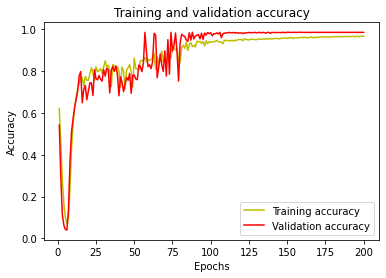 Training and validation accuracy
Accuracy
1.0
0.8
0.6
0.4
0.2
0.0
0 25 50 75 100 125 150 175 200
Epochs
Training accuracy
Validation accuracy